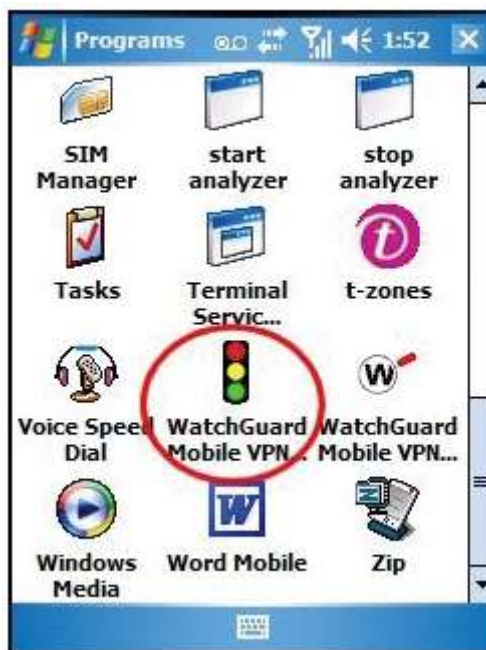 Programs 1:52
SIM
Manager
start
analyzer
stop
analyzer
Tasks
Terminal
Servic...
t-zones
Voice Speed
Dial
WatchGuard
Mobile VPN...
WatchGuard
Mobile VPN...
Windows
Media
Word Mobile
Zip